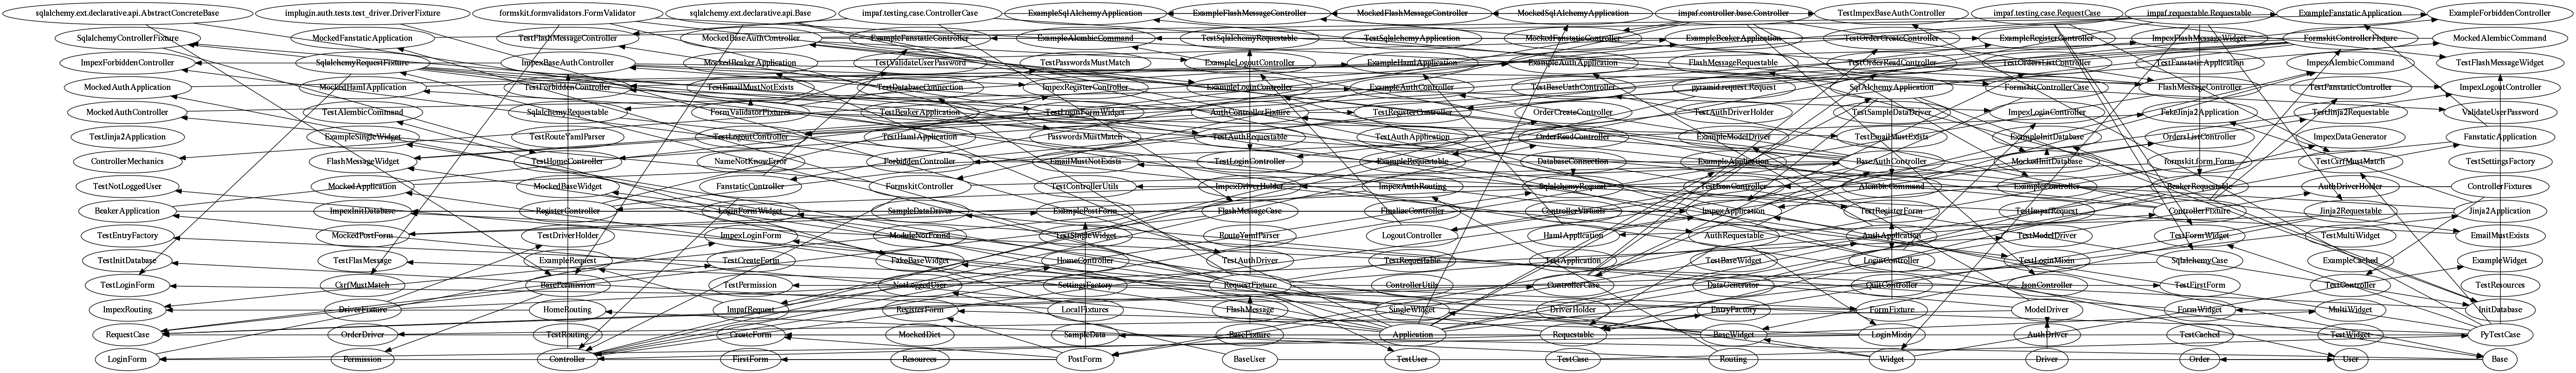 sqlalchemy.ext.declarative.api.AbstractConcreteBase implugin.auth.tests.test_driver.DriverFixture formskit.formvalidators.FormValidator sqlalchemy.ext.declarative.api.Base impaf.testing.case.ControllerCase ExampleSqlAlchemyApplication ExampleFlashMessageController MockedFlashMessageController MockedSqlAlchemyApplication impaf.controller.base.Controller TestImpexBaseAuthController impaf.testing.case.RequestCase impaf.requestable.Requestable ExampleFanstaticApplication ExampleForbiddenController
SqlalchemyControllerFixture MockedFanstaticApplication TestFlashMessageController MockedBaseAuthController ExampleFanstaticController ExampleAlembicCommand TestSqlalchemyRequestable TestSqlalchemyApplication MockedFanstaticController ExampleBeakerApplication TestOrderCreateController ExampleRegisterController ImpexFlashMessageWidget FormskitControllerFixture MockedAlembicCommand
ImpexForbiddenController SqlalchemyRequestFixture ImpexBaseAuthController MockedBeakerApplication TestValidateUserPassword TestPasswordsMustMatch ExampleLogoutController ExampleHamlApplication ExampleAuthApplication FlashMessageRequestable TestOrderReadController TestOrdersListController TestFanstaticApplication ImpexAlembicCommand TestFlashMessageWidget
MockedAuthApplication MockedHamlApplication TestForbiddenController TestEmailMustNotExists TestDatabaseConnection ImpexRegisterController ExampleLoginController ExampleAuthController TestBaseUathController pyramid.request.Request SqlAlchemyApplication FormskitControllerCase FlashMessageController TestFanstaticController ImpexLogoutController
MockedAuthController TestAlembicCommand SqlalchemyRequestable FormValidatorFixtures TestBeakerApplication TestLoginFormWidget AuthControllerFixture TestRegisterController OrderCreateController TestAuthDriverHolder TestSampleDataDriver ImpexLoginController FakeJinja2Application TestJinja2Requestable ValidateUserPassword
TestJinja2Application ExampleSingleWidget TestRouteYamlParser TestLogoutController TestHamlApplication PasswordsMustMatch TestAuthRequestable TestAuthApplication OrderReadController ExampleModelDriver TestEmailMustExists ExampleInitDatabase OrdersListController ImpexDataGenerator FanstaticApplication
ControllerMechanics FlashMessageWidget TestHomeController NameNotKnowError ForbiddenController EmailMustNotExists TestLoginController ExampleRequestable DatabaseConnection ExampleApplication BaseAuthController MockedInitDatabase formskit.form.Form TestCsrfMustMatch TestSettingsFactory
TestNotLoggedUser MockedApplication MockedBaseWidget FanstaticController FormskitController TestControllerUtils ImpexDriverHolder ImpexAuthRouting SqlalchemyRequest TestJsonController AlembicCommand ExampleController BeakerRequestable AuthDriverHolder ControllerFixtures
BeakerApplication ImpexInitDatabase RegisterController LoginFormWidget SampleDataDriver ExamplePostForm FlashMessageCase FinalizeController ControllerVirtuals ImpexApplication TestRegisterForm TestImpafRequest ControllerFixture Jinja2Requestable Jinja2Application
TestEntryFactory MockedPostForm TestDriverHolder ImpexLoginForm ModuleNotFound TestSingleWidget RouteYamlParser LogoutController HamlApplication AuthRequestable AuthApplication TestModelDriver TestFormWidget TestMultiWidget EmailMustExists
TestInitDatabase TestFlasMessage ExampleRequest TestCreateForm FakeBaseWidget HomeController TestAuthDriver TestRequestable TestApplication TestBaseWidget LoginController TestLoginMixin SqlalchemyCase ExampleCached ExampleWidget
TestLoginForm CsrfMustMatch BasePermission TestPermission NotLoggedUser SettingsFactory RequestFixture ControllerUtils ControllerCase DataGenerator QuitController JsonController TestFirstForm TestController TestResources
ImpexRouting DriverFixture HomeRouting ImpafRequest RegisterForm LocalFixtures FlashMessage SingleWidget DriverHolder EntryFactory FormFixture ModelDriver FormWidget MultiWidget InitDatabase
RequestCase OrderDriver TestRouting CreateForm MockedDict SampleData BaseFixture Application Requestable BaseWidget LoginMixin AuthDriver TestCached TestWidget PyTestCase
LoginForm Permission Controller FirstForm Resources PostForm BaseUser TestUser TestCase Routing Widget Driver Order User Base